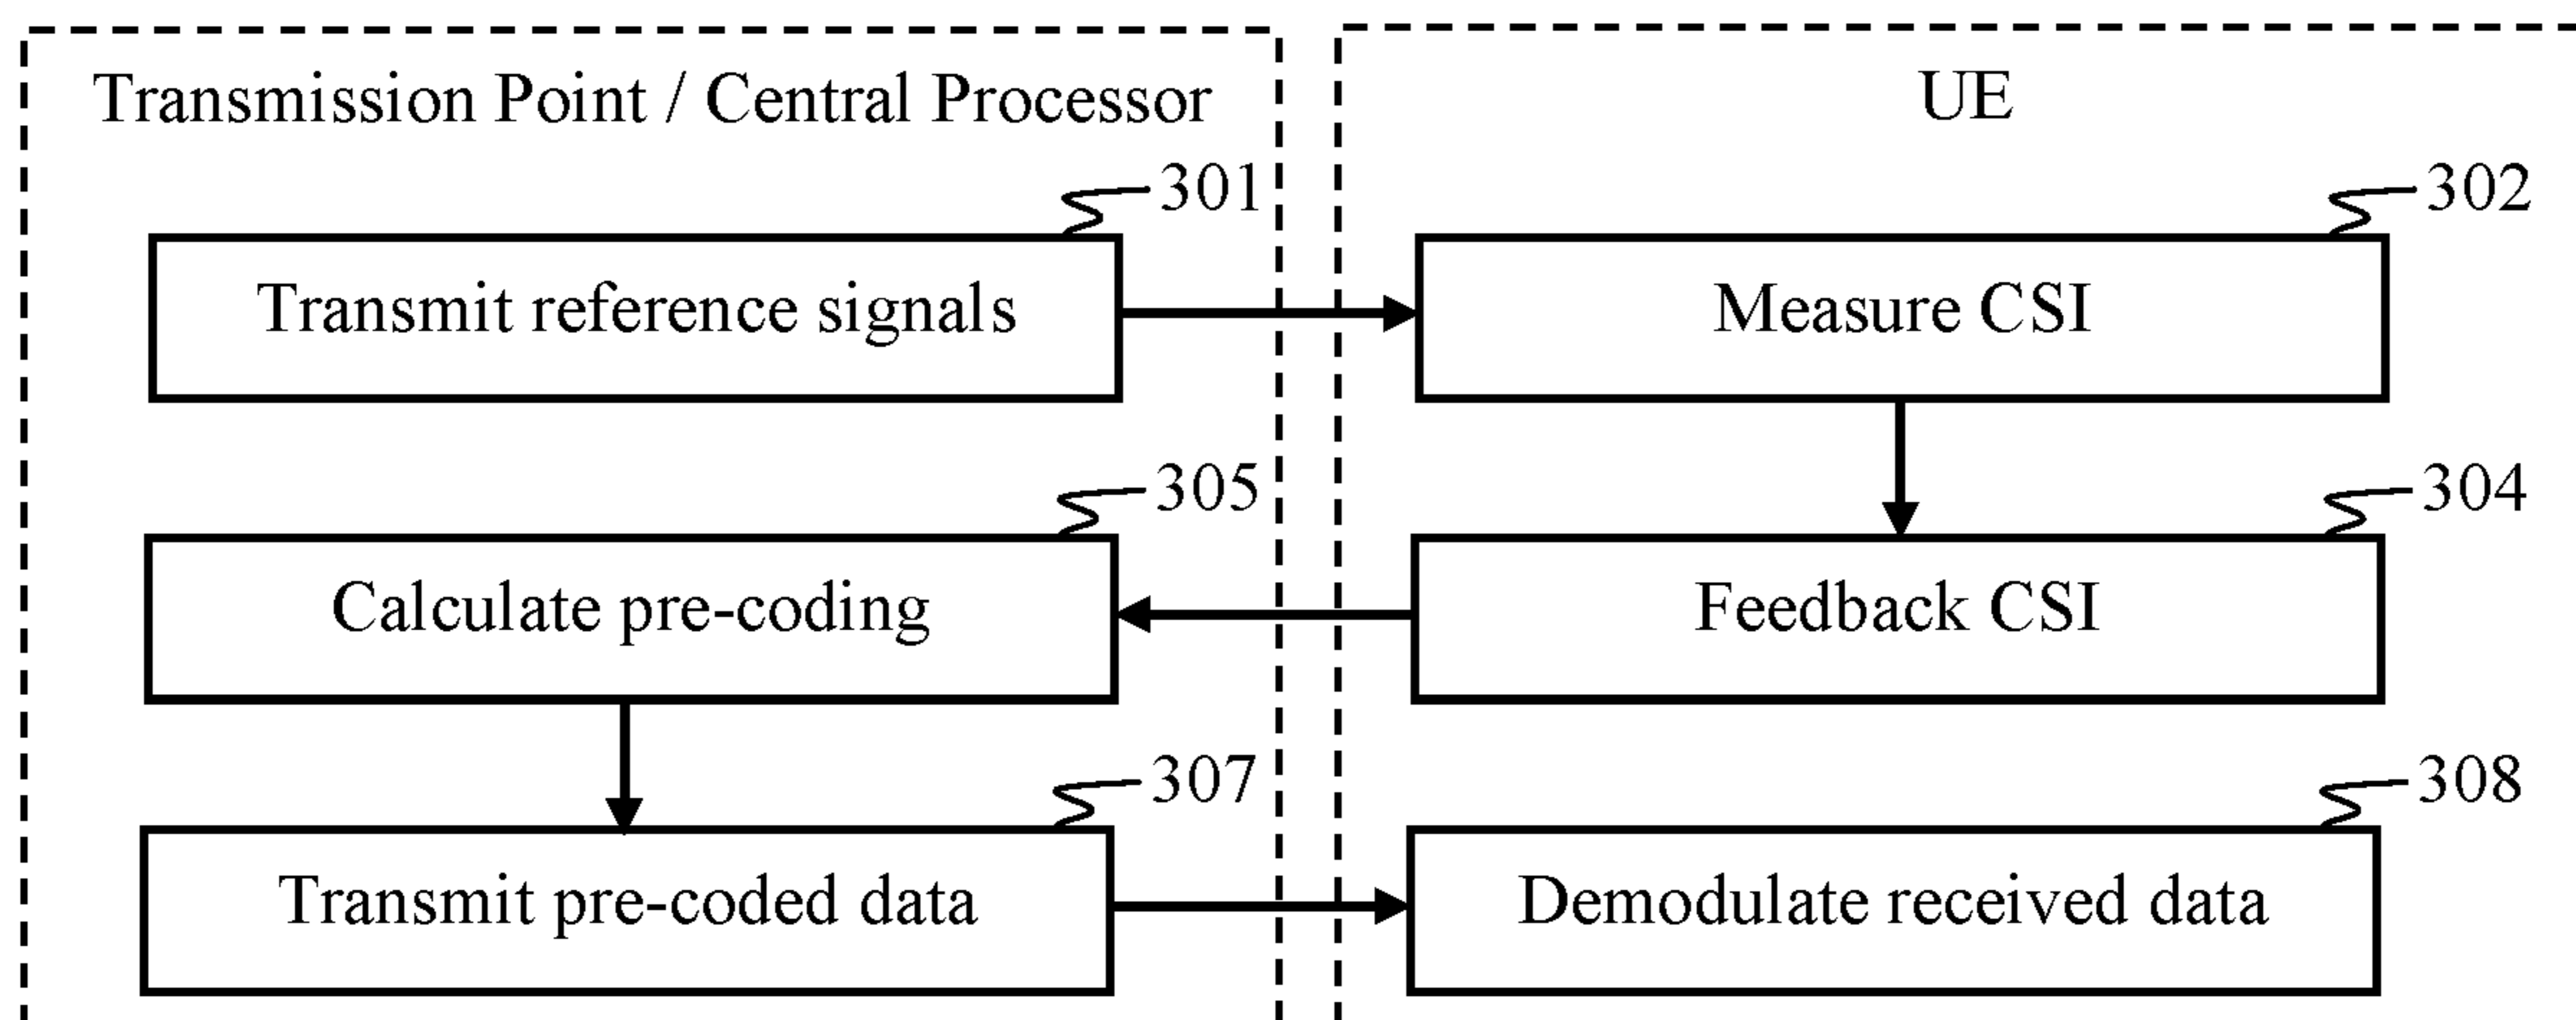 Transmission Point / Central Processor
UE
301
302
Transmit reference signals
Measure CSI
305
304
Calculate pre-coding
Feedback CSI
307
308
Transmit pre-coded data
Demodulate received data